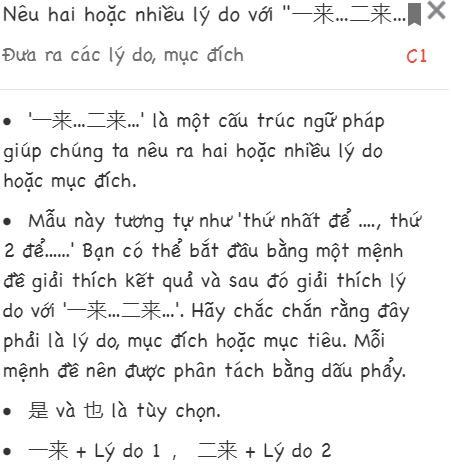 Nêu hai hoặc nhiều lý do với "一来...二来...
Đưa ra các lý do, mục đích C1
• '一来...二来...' là một cấu trúc ngữ pháp
giúp chúng ta nêu ra hai hoặc nhiều lý do
hoặc mục đích.
• Mẫu này tương tự như 'thứ nhất để ...., thứ
2 để......' Bạn có thể bắt đầu bằng một mệnh
đề giải thích kết quả và sau đó giải thích lý
do với '一来...二来...'. Hãy chắc chắn rằng đây
phải là lý do, mục đích hoặc mục tiêu. Mỗi
mệnh đề nên được phân tách bằng dấu phẩy.
• 是 và 也 là tùy chọn.
• 一来 + Lý do 1 ， 二来 + Lý do 2